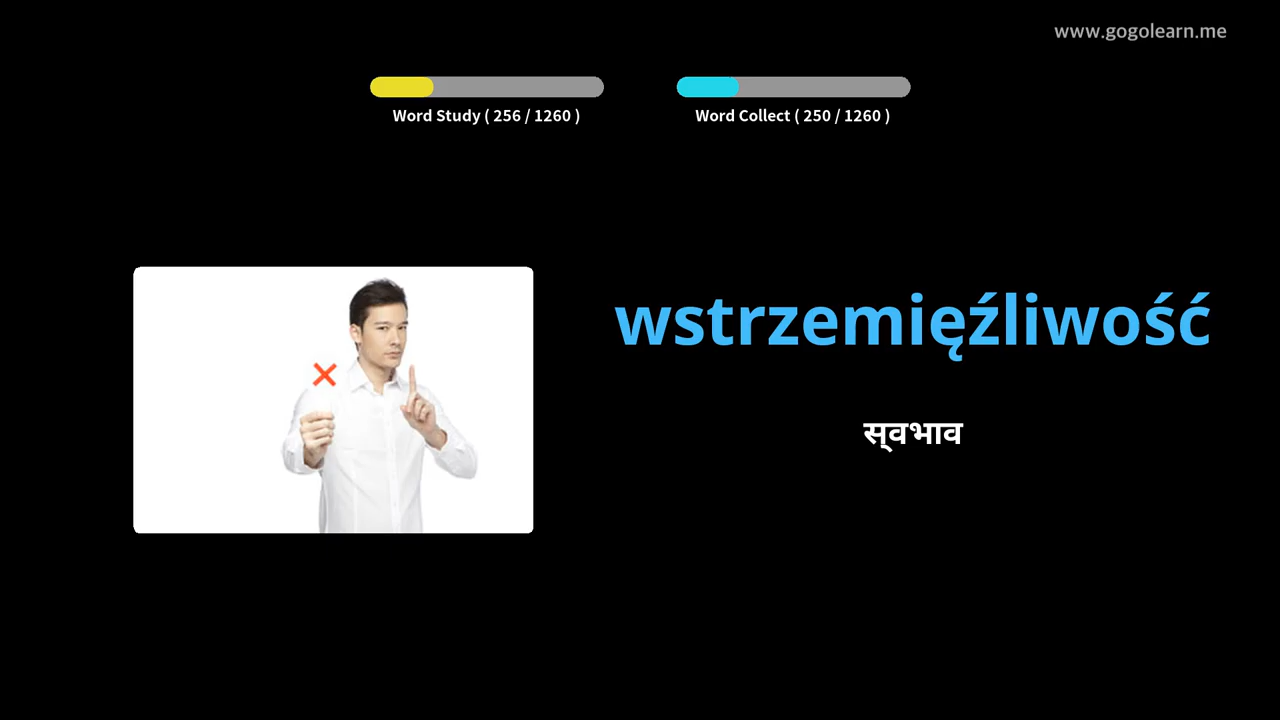 www.gogolearn.me
Word Study ( 256 / 1260 )
Word Collect ( 250 / 1260 )
wstrzemięźliwość
स्वभाव